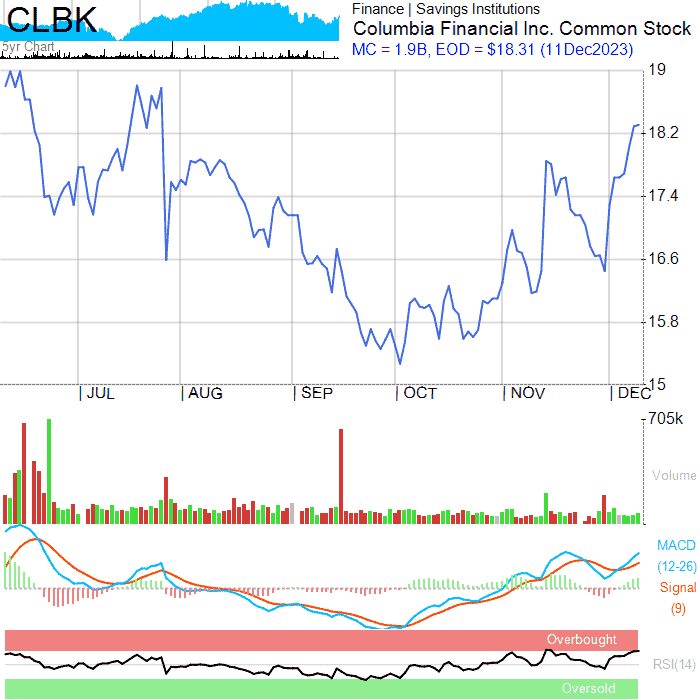 CLBK
5yr Chart
Finance | Savings Institutions
Columbia Financial Inc. Common Stock
MC = 1.9B, EOD = $18.31 (11Dec2023)
19
18.2
17.4
16.6
15.8
15
JUL AUG SEP OCT NOV DEC
705k
Volume
MACD
(12-26)
Signal
(9)
Overbought
RSI(14)
Oversold